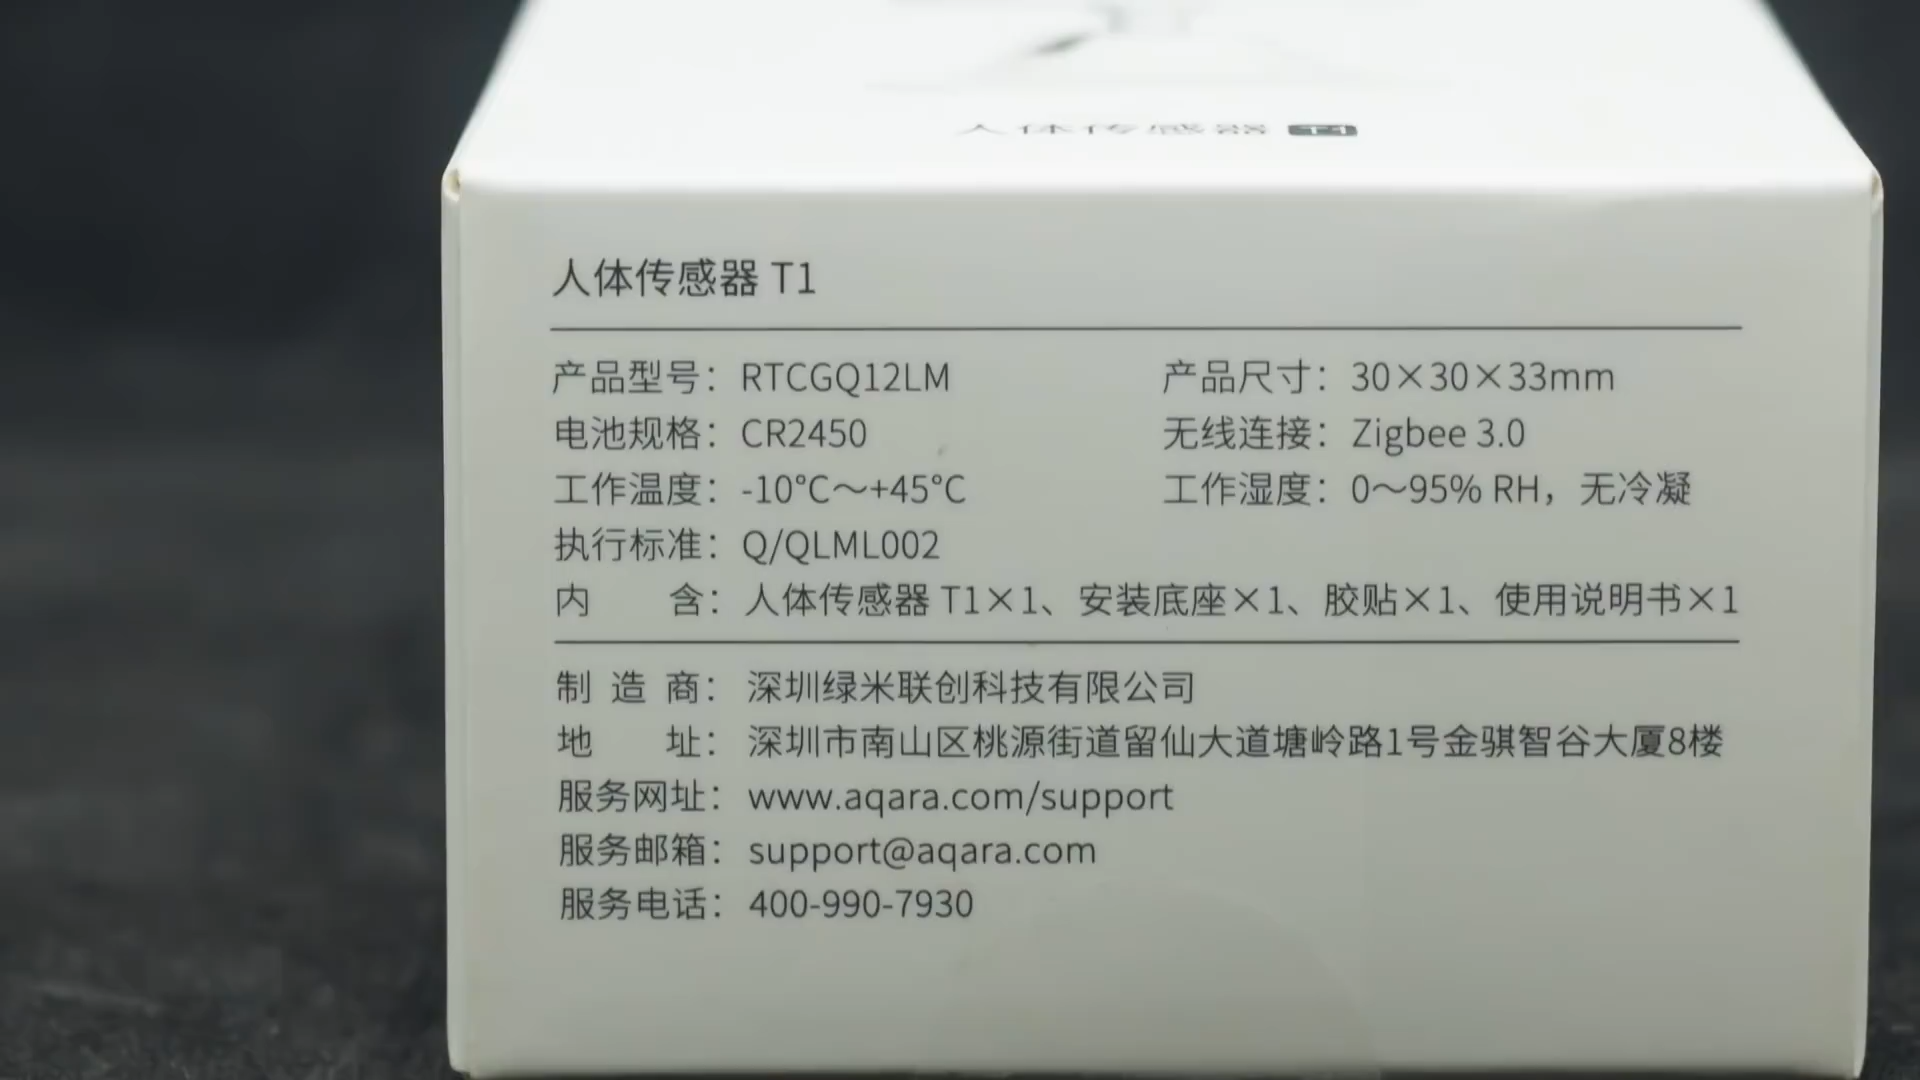 人体传感器 T1
人体传感器 T1
产品型号：RTCGQ12LM 产品尺寸：30×30×33mm
电池规格：CR2450 无线连接：Zigbee 3.0
工作温度：-10°C～+45°C 工作湿度：0～95% RH，无冷凝
执行标准：Q/QLML002
内 含：人体传感器 T1×1、安装底座×1、胶贴×1、使用说明书×1
制 造 商：深圳绿米联创科技有限公司
地 址：深圳市南山区桃源街道留仙大道塘岭路1号金骐智谷大厦8楼
服务网址：www.aqara.com/support
服务邮箱：support@aqara.com
服务电话：400-990-7930